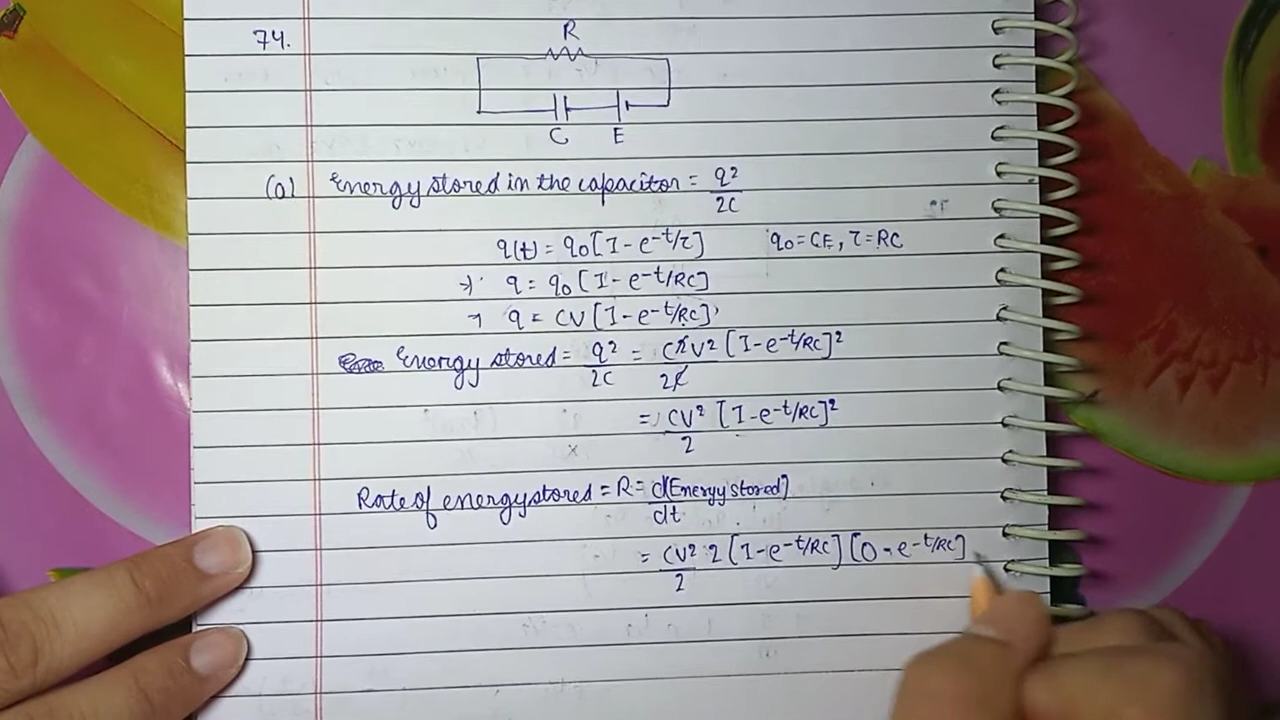 74.
R
C E
(a) Energy stored in the capacitor = q²/2C
q(t) = q₀[1 - e^-t/τ] q₀ = CE, τ = RC
⇒ q = q₀[1 - e^-t/RC]
⇒ q = CV[1 - e^-t/RC]
Energy stored = q²/2C = C²V²/2C [1 - e^-t/RC]²
= CV²/2 [1 - e^-t/RC]²
Rate of energy stored = R = d(Energy stored)/dt
= CV²/2 · 2[1 - e^-t/RC][0 - e^-t/RC]